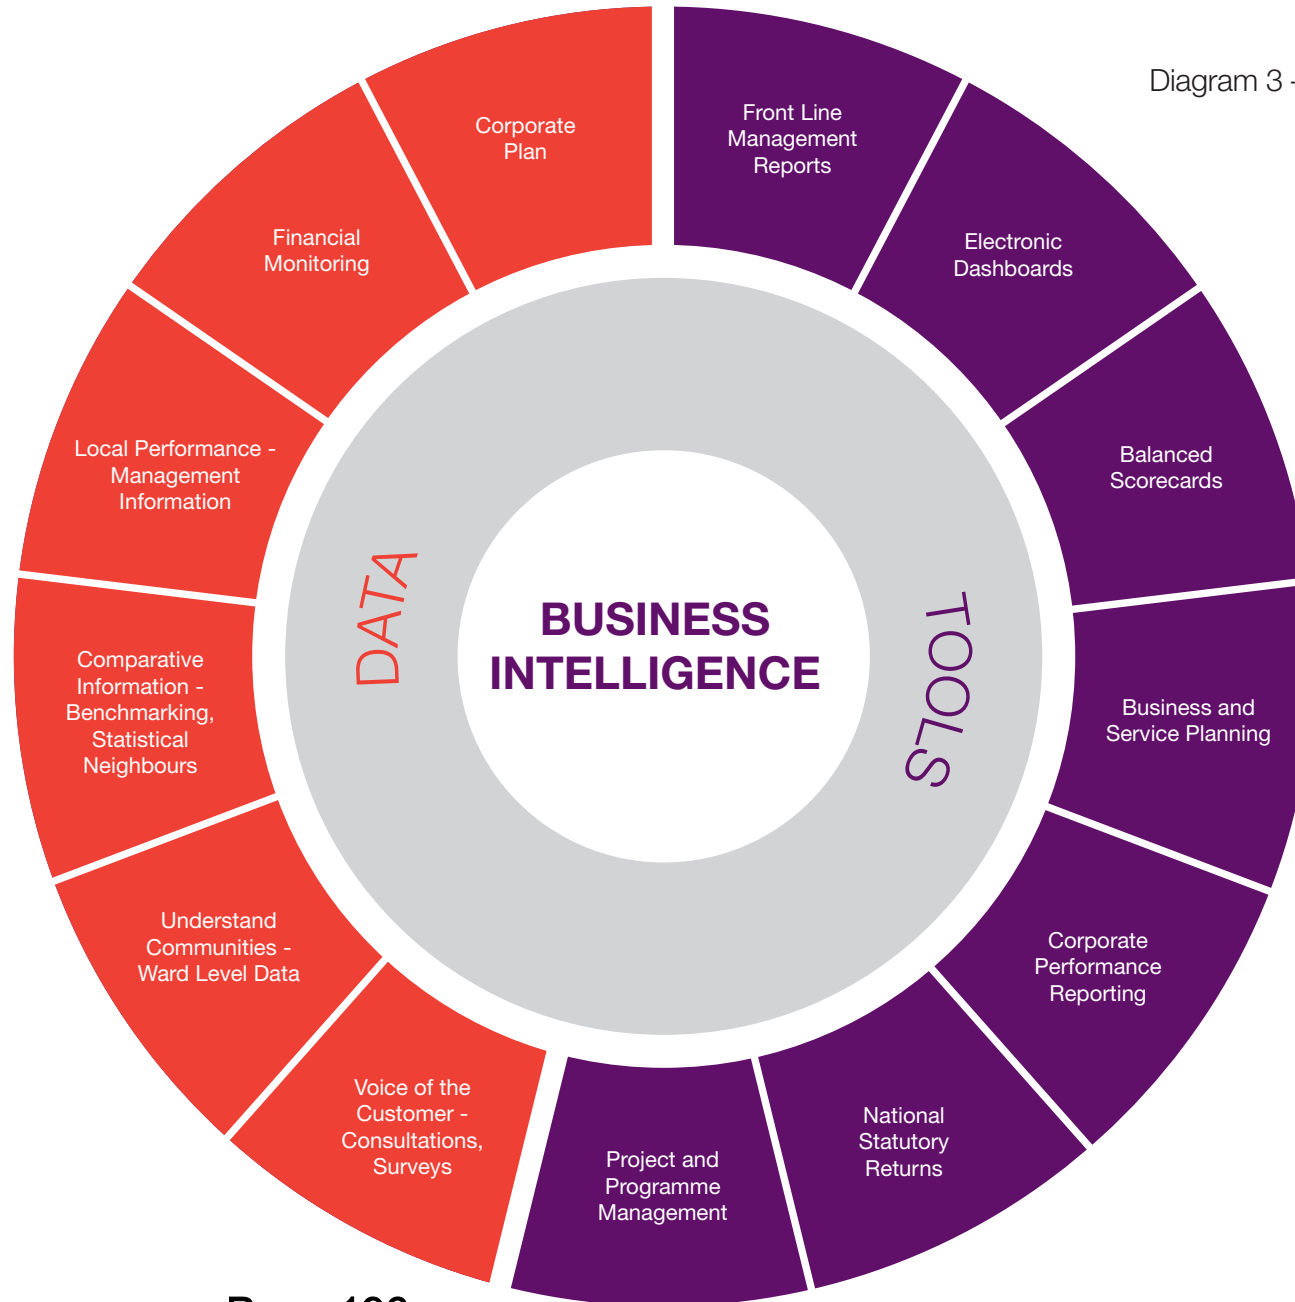 Diagram 3 -
Corporate
Plan
Front Line
Management
Reports
Financial
Monitoring
Electronic
Dashboards
Local Performance -
Management
Information
Balanced
Scorecards
DATA
BUSINESS
INTELLIGENCE
TOOLS
Comparative
Information -
Benchmarking,
Statistical
Neighbours
Business and
Service Planning
Understand
Communities -
Ward Level Data
Corporate
Performance
Reporting
Voice of the
Customer -
Consultations,
Surveys
Project and
Programme
Management
National
Statutory
Returns